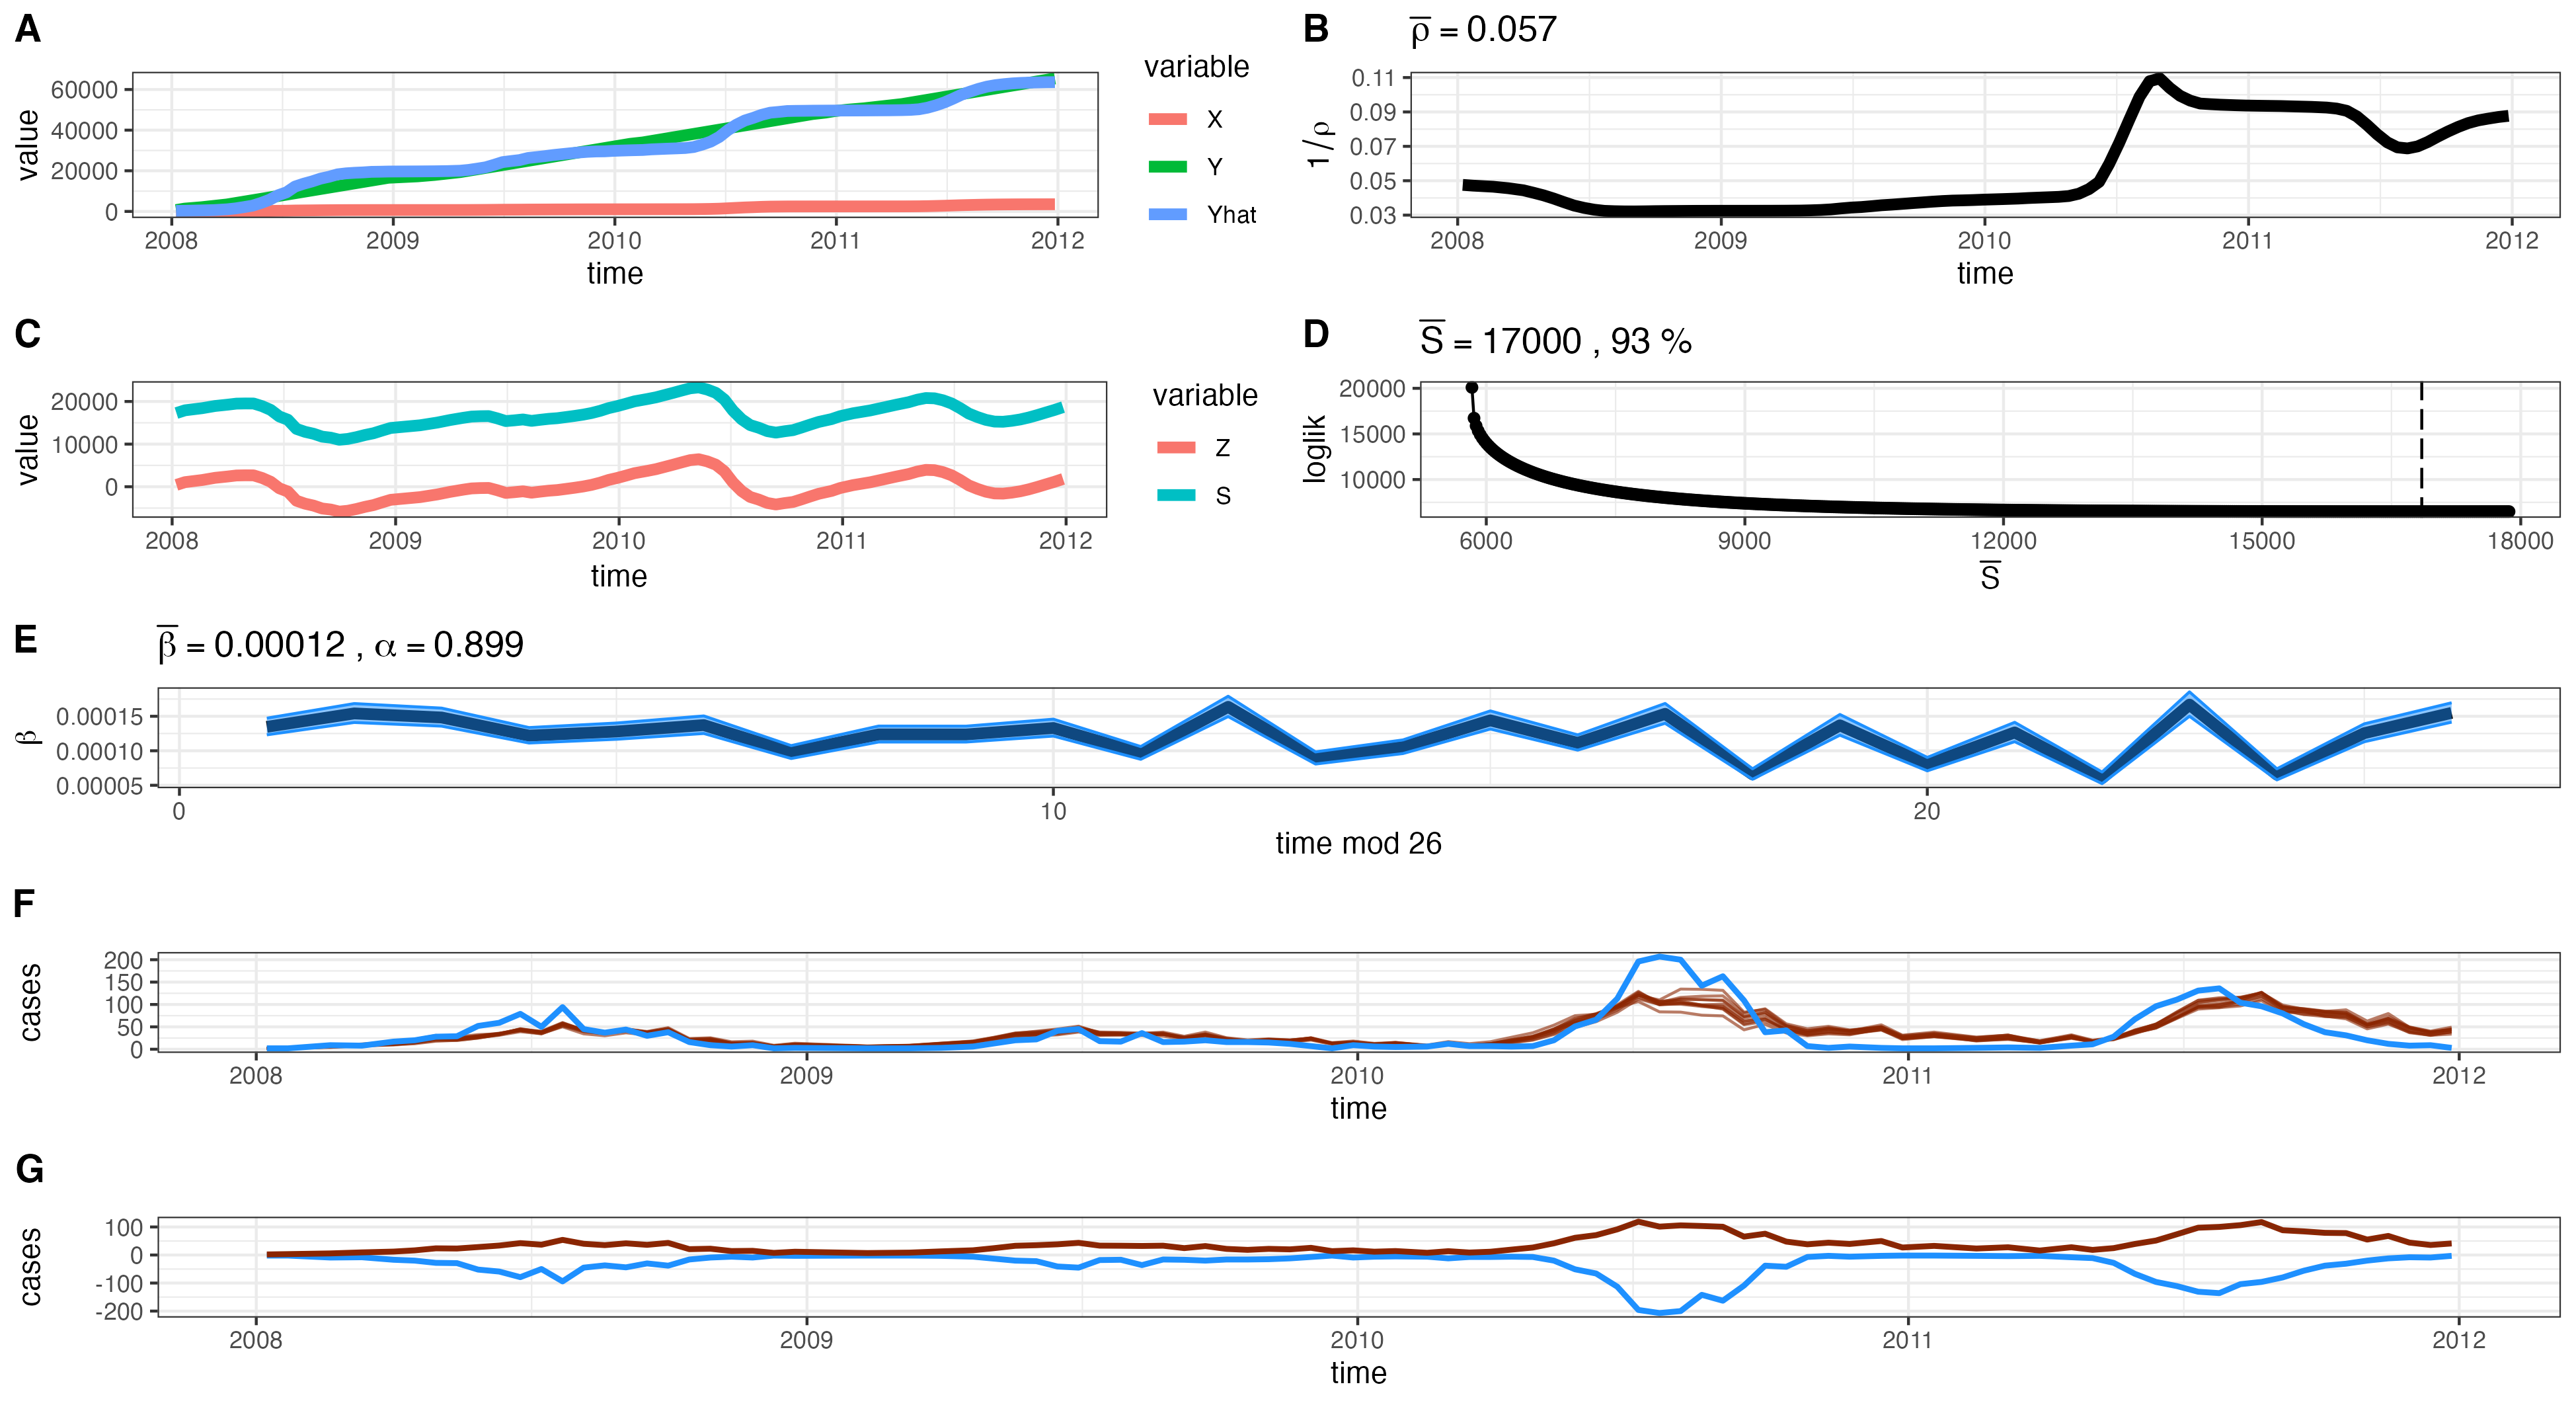 A
value
60000
40000
20000
0
2008 2009 2010 2011 2012
time
variable
X
Y
Yhat
B
ρ̅ = 0.057
1/ρ
0.11
0.09
0.07
0.05
0.03
2008 2009 2010 2011 2012
time
C
value
20000
10000
0
2008 2009 2010 2011 2012
time
variable
Z
S
D
S̅ = 17000 , 93 %
loglik
20000
15000
10000
6000 9000 12000 15000 18000
S̅
E
β̅ = 0.00012 , α = 0.899
β
0.00015
0.00010
0.00005
0 10 20
time mod 26
F
cases
200
150
100
50
0
2008 2009 2010 2011 2012
time
G
cases
100
0
-100
-200
2008 2009 2010 2011 2012
time